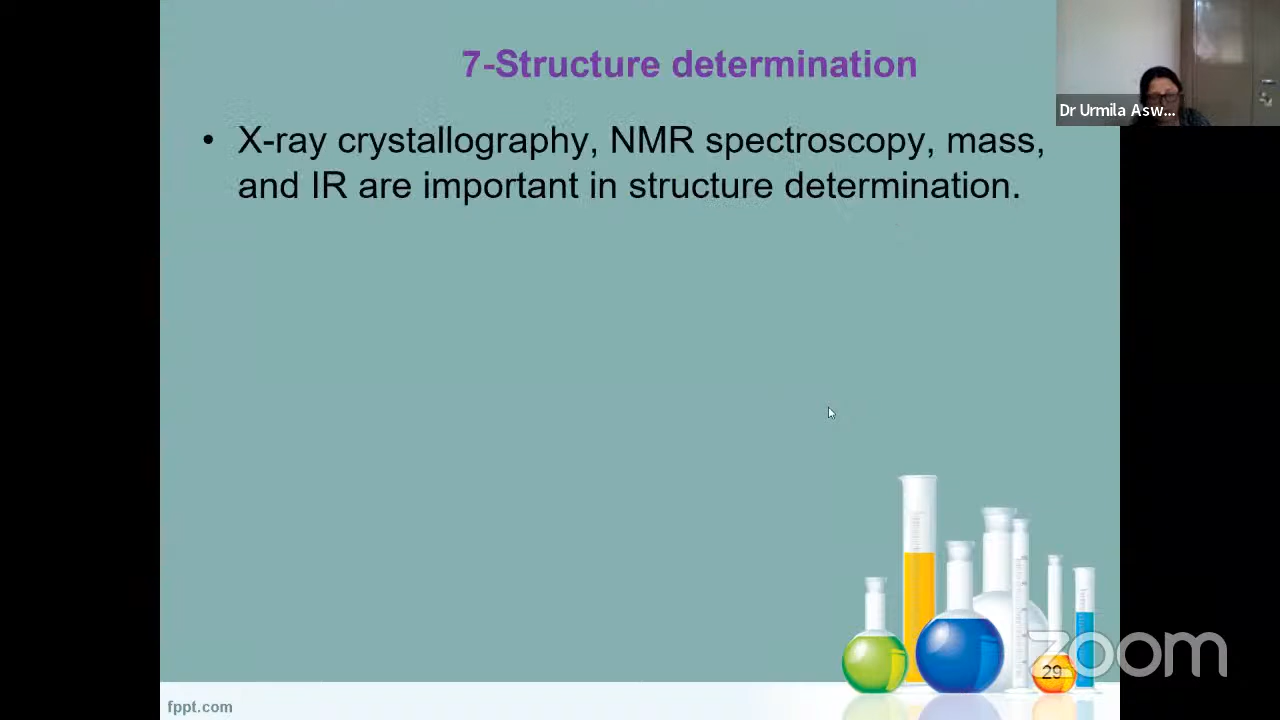 7-Structure determination
Dr Urmila Asw...
• X-ray crystallography, NMR spectroscopy, mass,
and IR are important in structure determination.
zoom
29
fppt.com